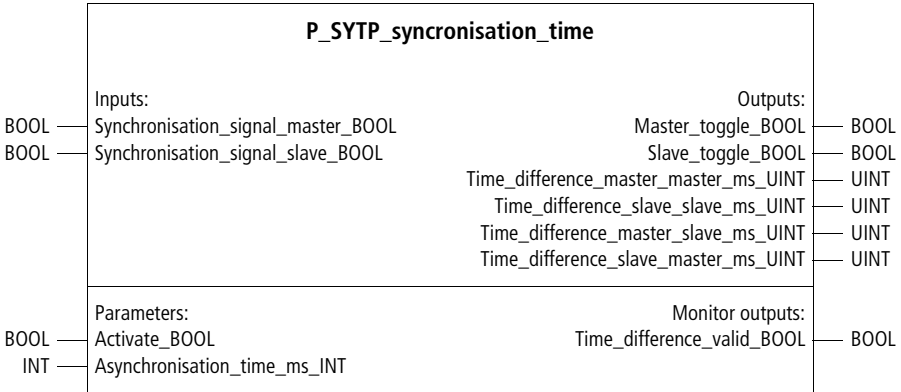 P_SYTP_syncronisation_time
Inputs: Outputs:
BOOL Synchronisation_signal_master_BOOL Master_toggle_BOOL BOOL
BOOL Synchronisation_signal_slave_BOOL Slave_toggle_BOOL BOOL
Time_difference_master_master_ms_UINT UINT
Time_difference_slave_slave_ms_UINT UINT
Time_difference_master_slave_ms_UINT UINT
Time_difference_slave_master_ms_UINT UINT
Parameters: Monitor outputs:
BOOL Activate_BOOL Time_difference_valid_BOOL BOOL
INT Asynchronisation_time_ms_INT